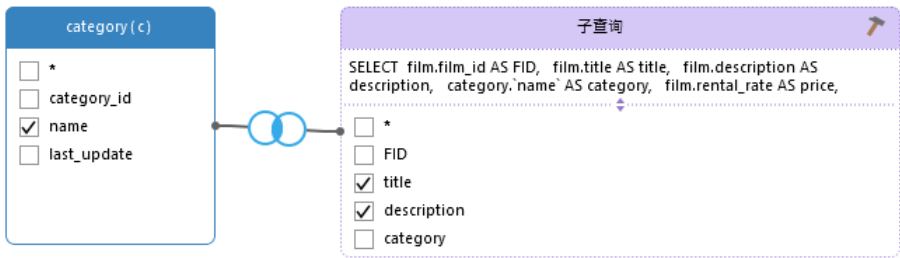 category ( c )
*
category_id
name
last_update
子查询
SELECT film.film_id AS FID, film.title AS title, film.description AS
description, category.`name` AS category, film.rental_rate AS price,
*
FID
title
description
category